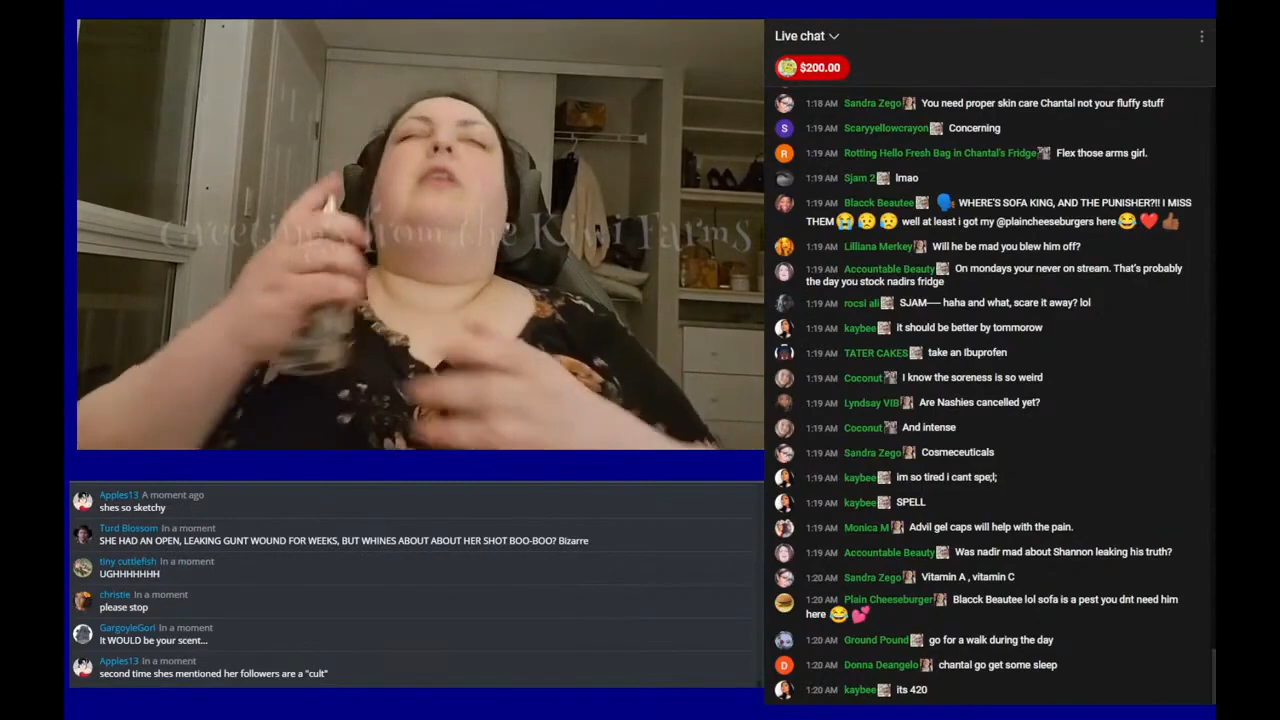 Greetings from the Kiwi Farms
Apples13 A moment ago
shes so sketchy
Turd Blossom In a moment
SHE HAD AN OPEN, LEAKING GUNT WOUND FOR WEEKS, BUT WHINES ABOUT ABOUT HER SHOT BOO-BOO? Bizarre
tiny cuttlefish In a moment
UGHHHHHHH
christie In a moment
please stop
GargoyleGorl In a moment
It WOULD be your scent...
Apples13 In a moment
second time shes mentioned her followers are a "cult"
Live chat
$200.00
1:18 AM Sandra Zego You need proper skin care Chantal not your fluffy stuff
1:19 AM Scaryyellowcrayon Concerning
1:19 AM Rotting Hello Fresh Bag in Chantal's Fridge Flex those arms girl.
1:19 AM Sjam 2 lmao
1:19 AM Blacck Beautee 🗣️ WHERE'S SOFA KING, AND THE PUNISHER?!! I MISS
THEM 😭😥😥 well at least i got my @plaincheeseburgers here 😂❤️👍🏾
1:19 AM Lilliana Merkey Will he be mad you blew him off?
1:19 AM Accountable Beauty On mondays your never on stream. That's probably
the day you stock nadirs fridge
1:19 AM rocsi ali SJAM—– haha and what, scare it away? lol
1:19 AM kaybee it should be better by tommorow
1:19 AM TATER CAKES take an Ibuprofen
1:19 AM Coconut I know the soreness is so weird
1:19 AM Lyndsay VIB Are Nashies cancelled yet?
1:19 AM Coconut And intense
1:19 AM Sandra Zego Cosmeceuticals
1:19 AM kaybee im so tired i cant spe;l;
1:19 AM kaybee SPELL
1:19 AM Monica M Advil gel caps will help with the pain.
1:19 AM Accountable Beauty Was nadir mad about Shannon leaking his truth?
1:20 AM Sandra Zego Vitamin A , vitamin C
1:20 AM Plain Cheeseburger Blacck Beautee lol sofa is a pest you dnt need him
here 😂💕
1:20 AM Ground Pound go for a walk during the day
1:20 AM Donna Deangelo chantal go get some sleep
1:20 AM kaybee its 420